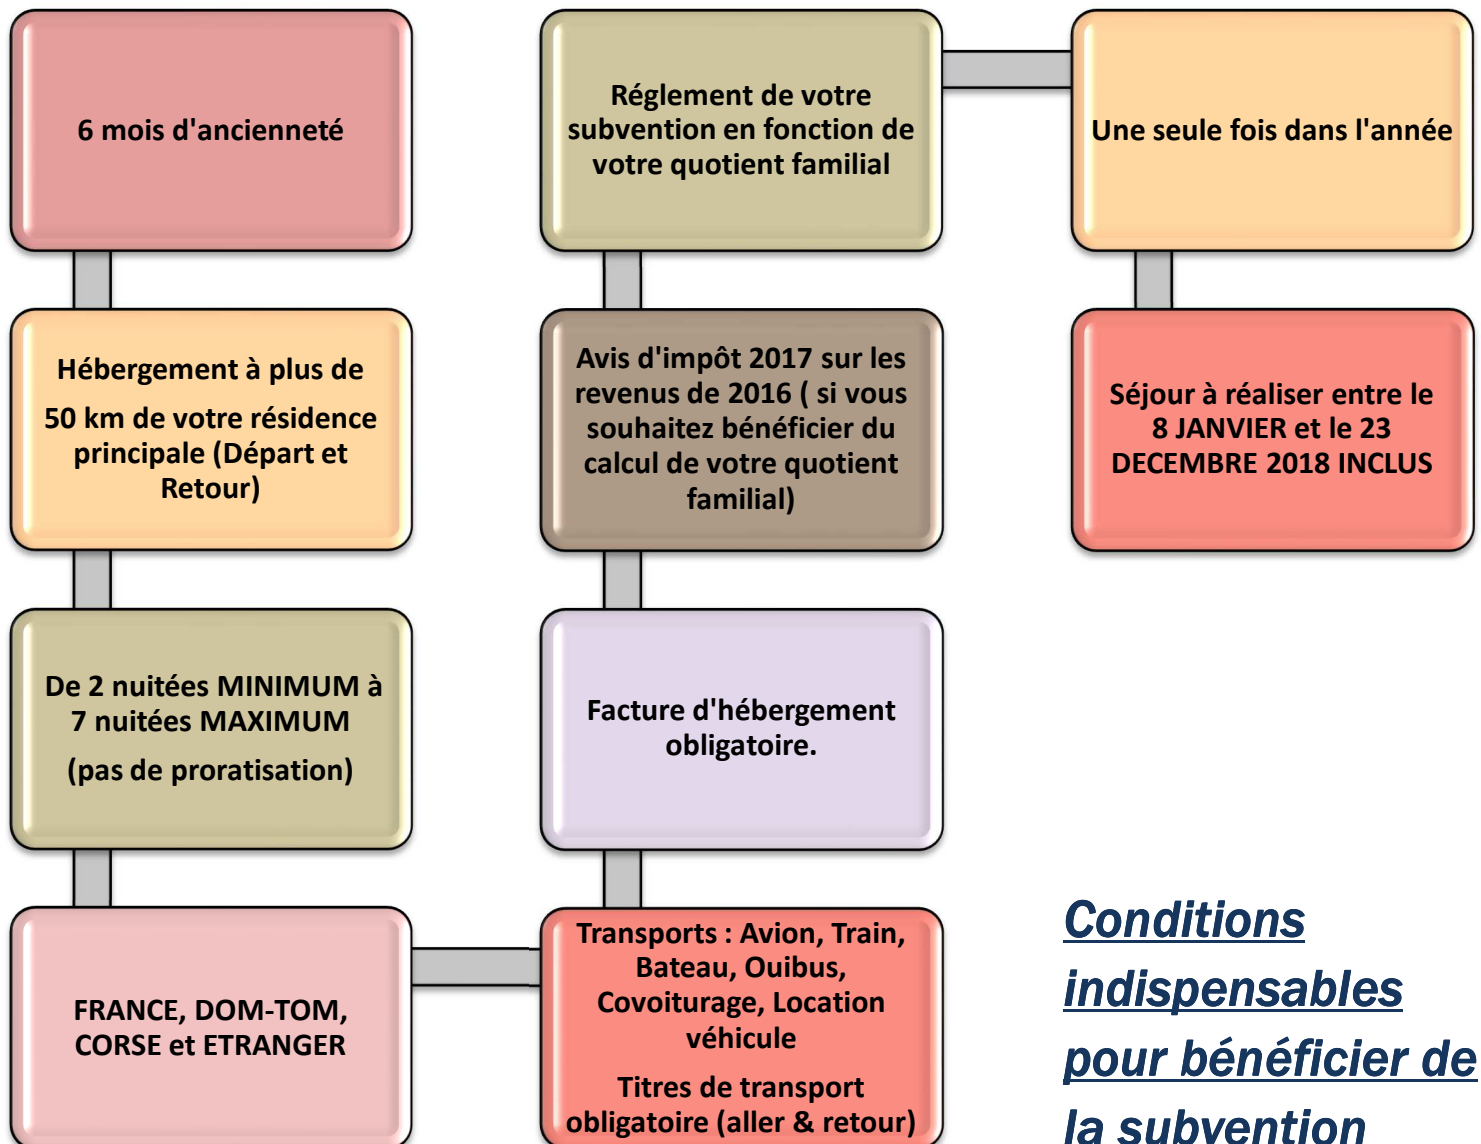 6 mois d'ancienneté
Hébergement à plus de
50 km de votre résidence
principale (Départ et
Retour)
De 2 nuitées MINIMUM à
7 nuitées MAXIMUM
(pas de proratisation)
FRANCE, DOM-TOM,
CORSE et ETRANGER
Transports : Avion, Train,
Bateau, Ouibus,
Covoiturage, Location
véhicule
Titres de transport
obligatoire (aller & retour)
Facture d'hébergement
obligatoire.
Avis d'impôt 2017 sur les
revenus de 2016 ( si vous
souhaitez bénéficier du
calcul de votre quotient
familial)
Réglement de votre
subvention en fonction de
votre quotient familial
Une seule fois dans l'année
Séjour à réaliser entre le
8 JANVIER et le 23
DECEMBRE 2018 INCLUS
Conditions
indispensables
pour bénéficier de
la subvention